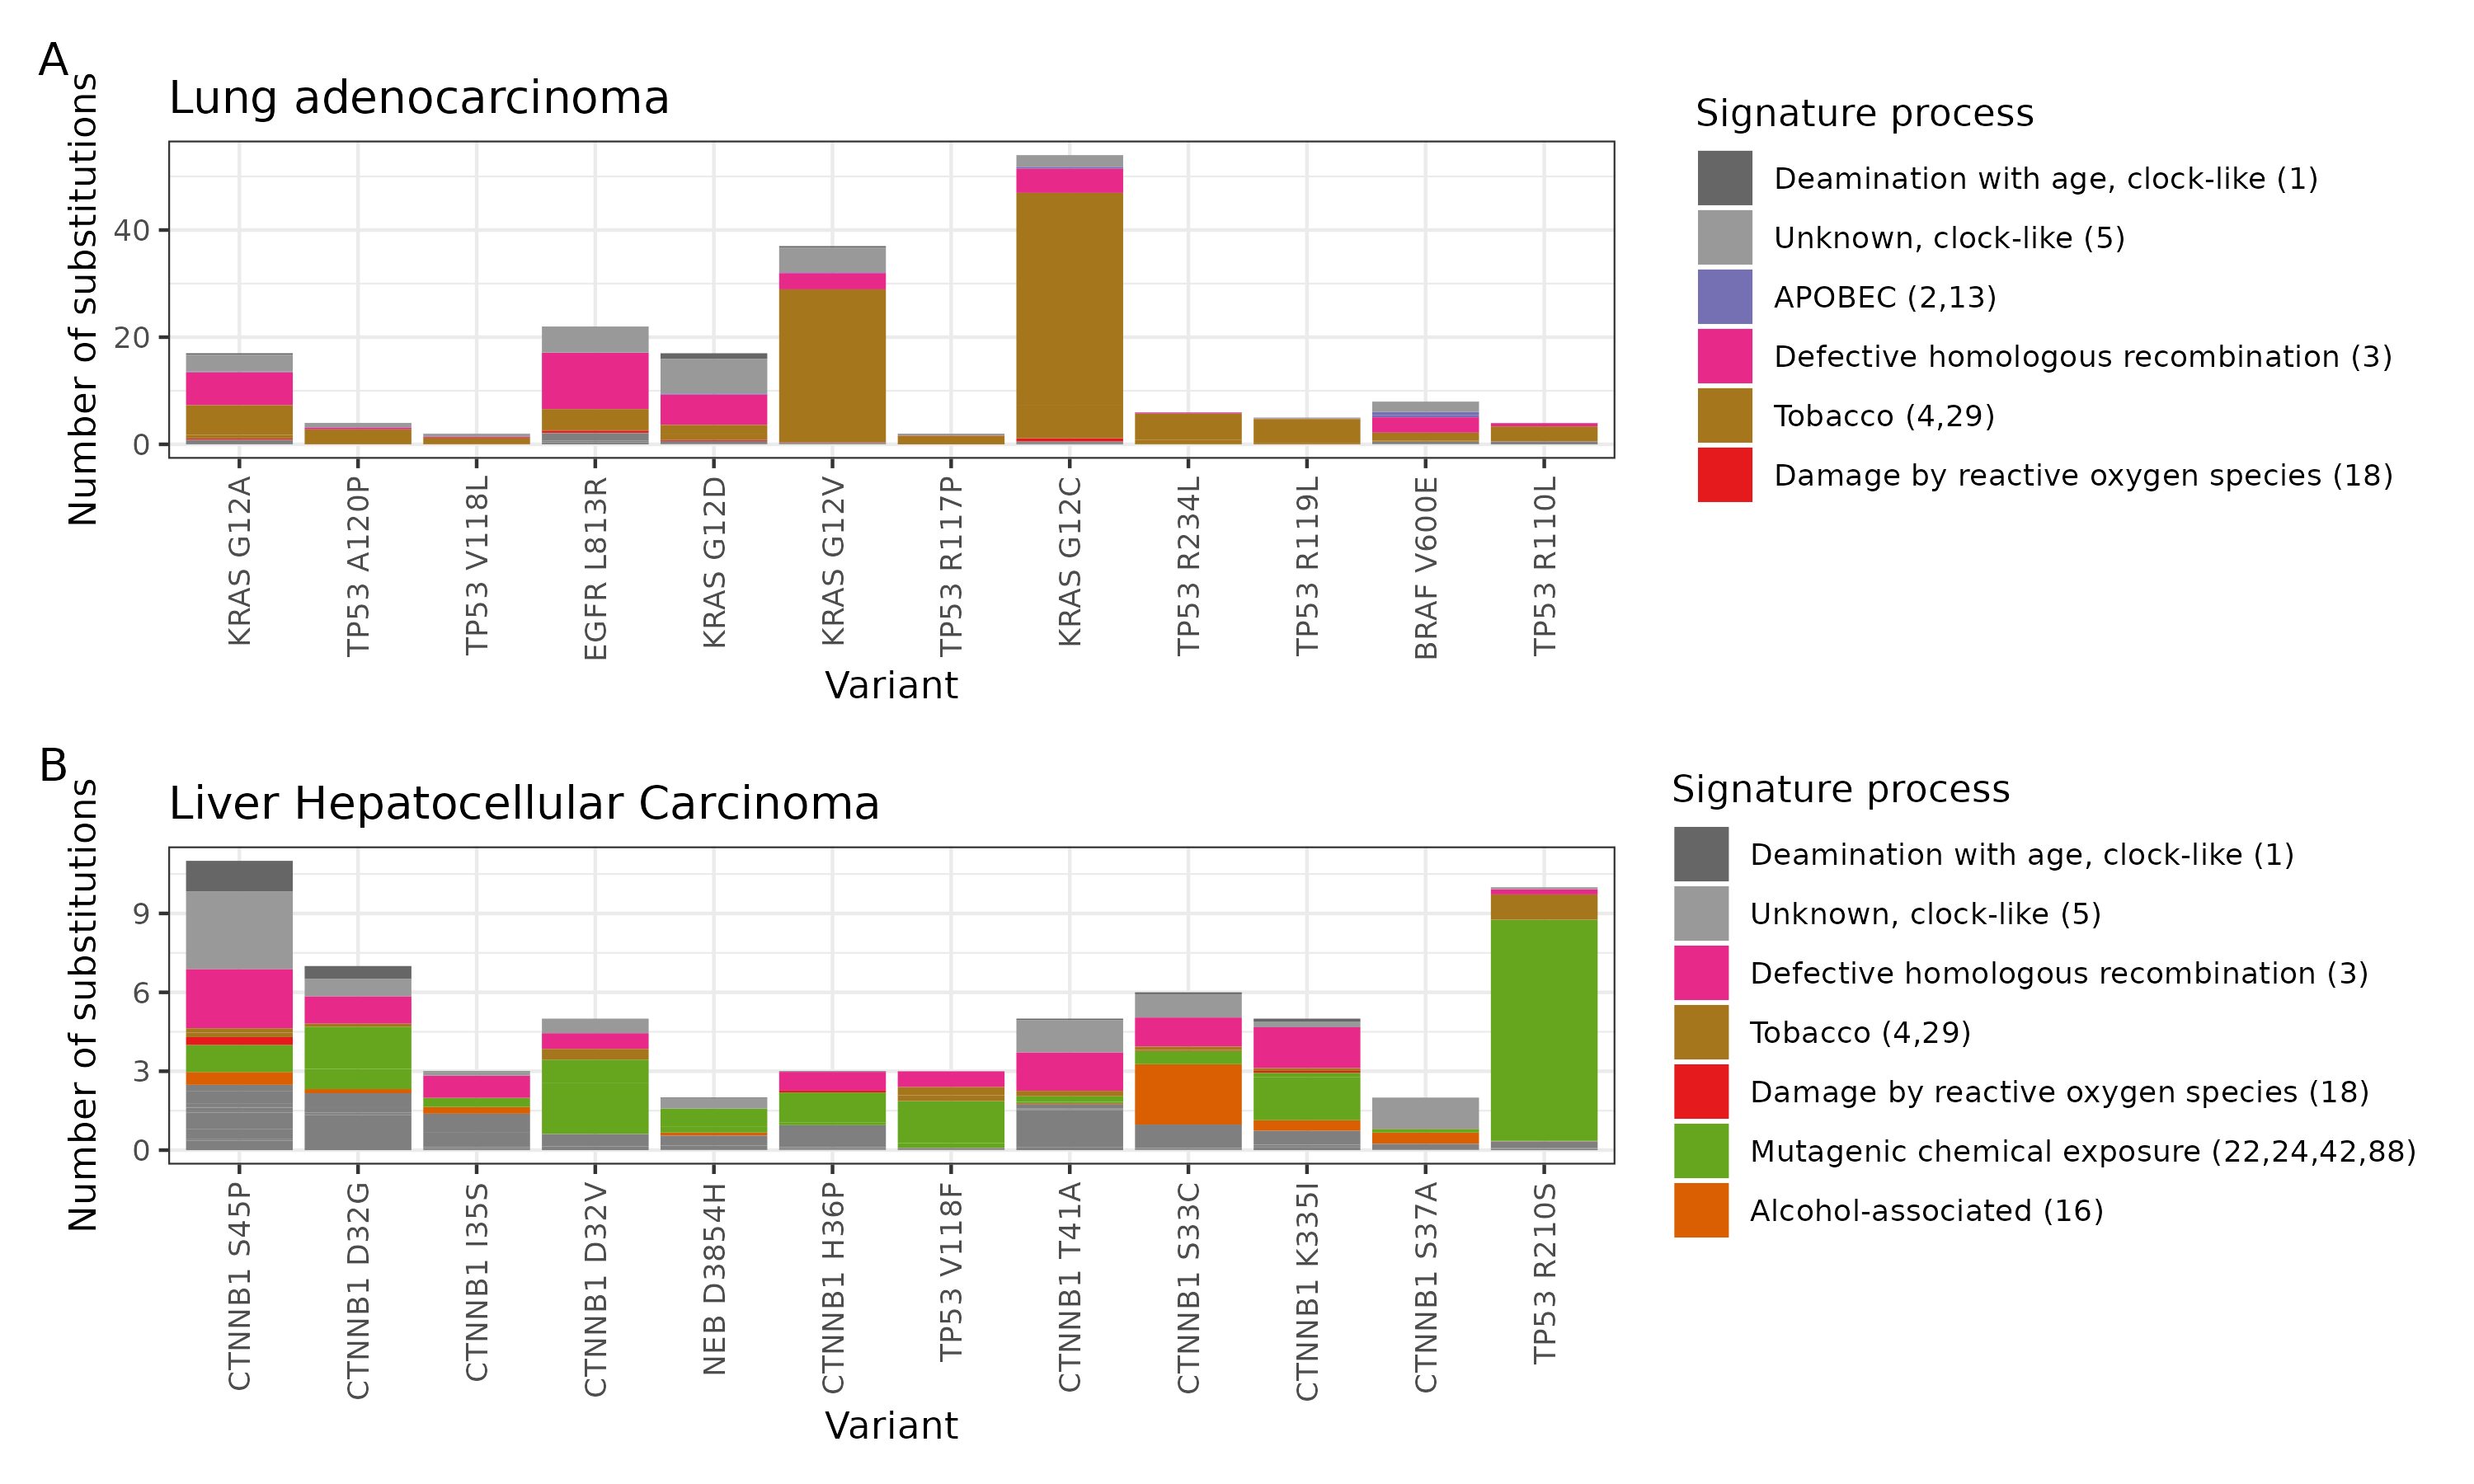 A
Lung adenocarcinoma
Number of substitutions
40
20
0
KRAS G12A
TP53 A120P
TP53 V118L
EGFR L813R
KRAS G12D
KRAS G12V
TP53 R117P
KRAS G12C
TP53 R234L
TP53 R119L
BRAF V600E
TP53 R110L
Variant
Signature process
Deamination with age, clock-like (1)
Unknown, clock-like (5)
APOBEC (2,13)
Defective homologous recombination (3)
Tobacco (4,29)
Damage by reactive oxygen species (18)
B
Liver Hepatocellular Carcinoma
Number of substitutions
9
6
3
0
CTNNB1 S45P
CTNNB1 D32G
CTNNB1 I35S
CTNNB1 D32V
NEB D3854H
CTNNB1 H36P
TP53 V118F
CTNNB1 T41A
CTNNB1 S33C
CTNNB1 K335I
CTNNB1 S37A
TP53 R210S
Variant
Signature process
Deamination with age, clock-like (1)
Unknown, clock-like (5)
Defective homologous recombination (3)
Tobacco (4,29)
Damage by reactive oxygen species (18)
Mutagenic chemical exposure (22,24,42,88)
Alcohol-associated (16)